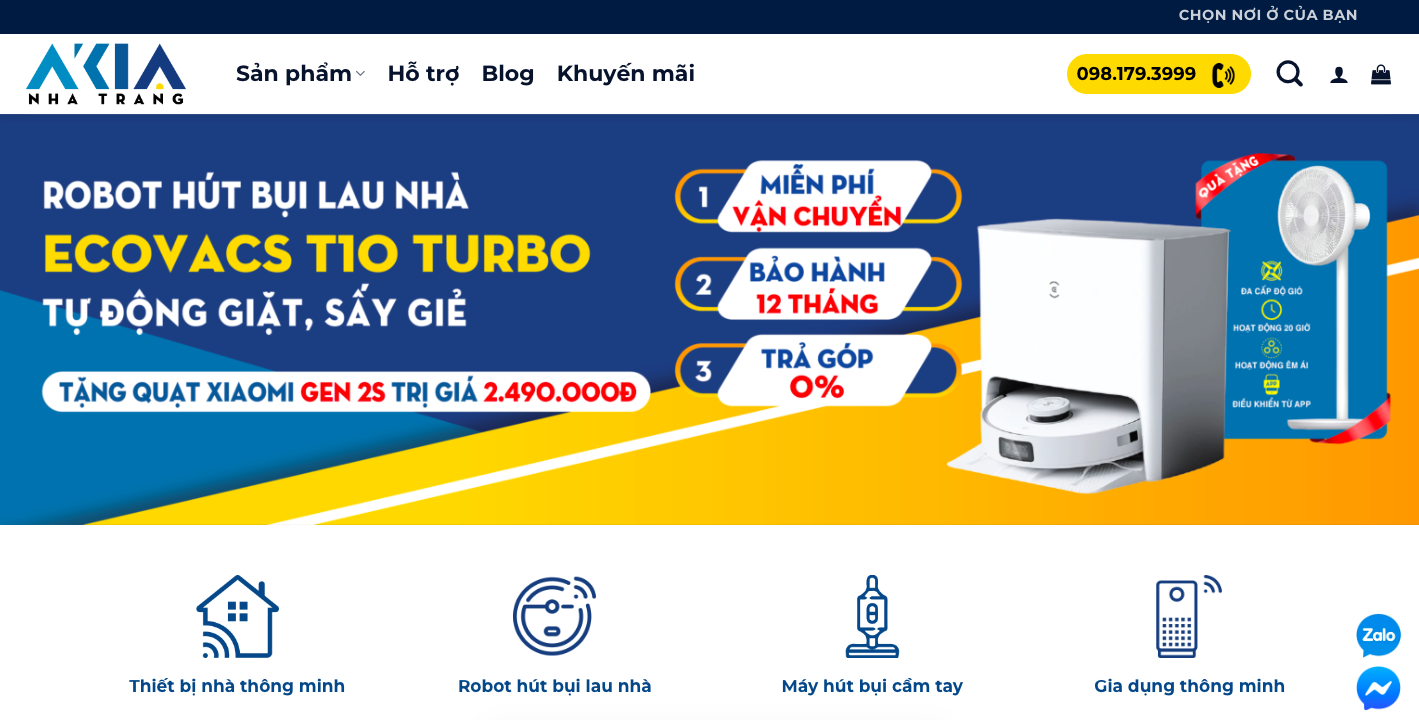 CHỌN NƠI Ở CỦA BẠN
AKIA
NHA TRANG
Sản phẩm
Hỗ trợ
Blog
Khuyến mãi
098.179.3999
ROBOT HÚT BỤI LAU NHÀ
ECOVACS T10 TURBO
TỰ ĐỘNG GIẶT, SẤY GIẺ
TẶNG QUẠT XIAOMI GEN 2S TRỊ GIÁ 2.490.000Đ
1
MIỄN PHÍ
VẬN CHUYỂN
2
BẢO HÀNH
12 THÁNG
3
TRẢ GÓP
0%
QUÀ TẶNG
ĐA CẤP ĐỘ GIÓ
HOẠT ĐỘNG 20 GIỜ
HOẠT ĐỘNG ÊM ÁI
APP
ĐIỀU KHIỂN TỪ APP
Thiết bị nhà thông minh
Robot hút bụi lau nhà
Máy hút bụi cầm tay
Gia dụng thông minh
Zalo